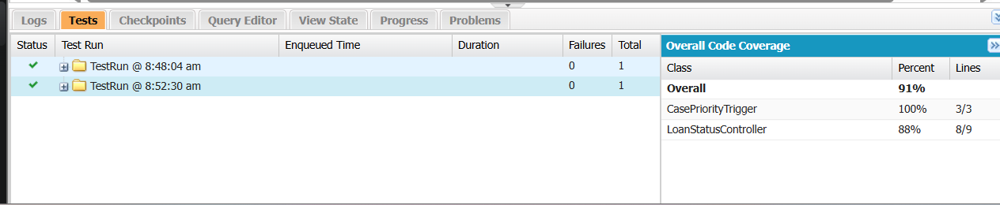 Logs Tests Checkpoints Query Editor View State Progress Problems
Status Test Run Enqueued Time Duration Failures Total
TestRun @ 8:48:04 am 0 1
TestRun @ 8:52:30 am 0 1
Overall Code Coverage
Class Percent Lines
Overall 91%
CasePriorityTrigger 100% 3/3
LoanStatusController 88% 8/9